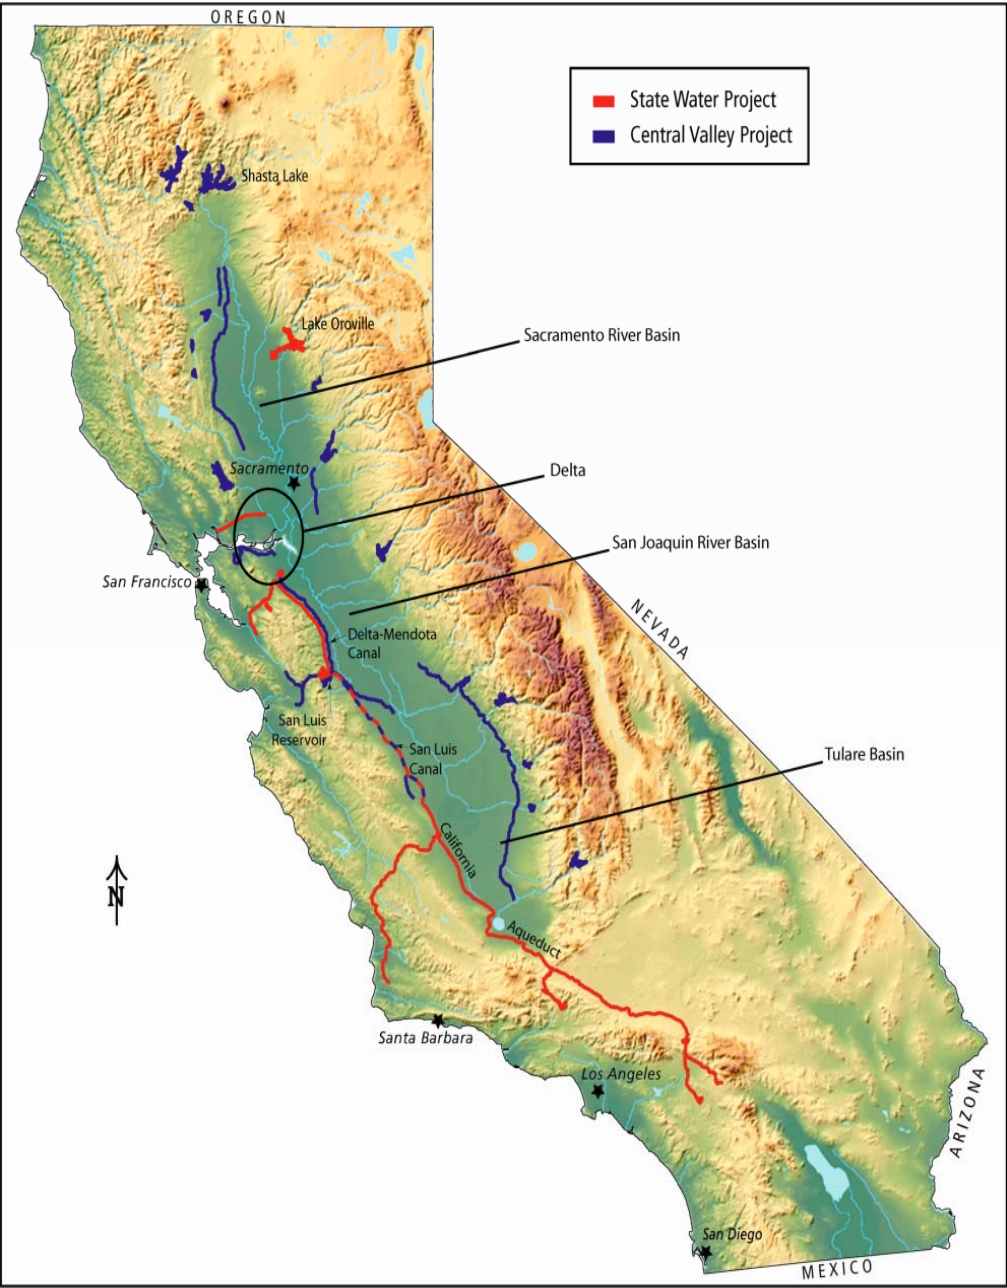 OREGON
State Water Project
Central Valley Project
Shasta Lake
Lake Oroville
Sacramento River Basin
Sacramento
Delta
San Joaquin River Basin
San Francisco
NEVADA
Delta-Mendota
Canal
San Luis
Reservoir
San Luis
Canal
Tulare Basin
California
Aqueduct
N
Santa Barbara
Los Angeles
ARIZONA
San Diego
MEXICO